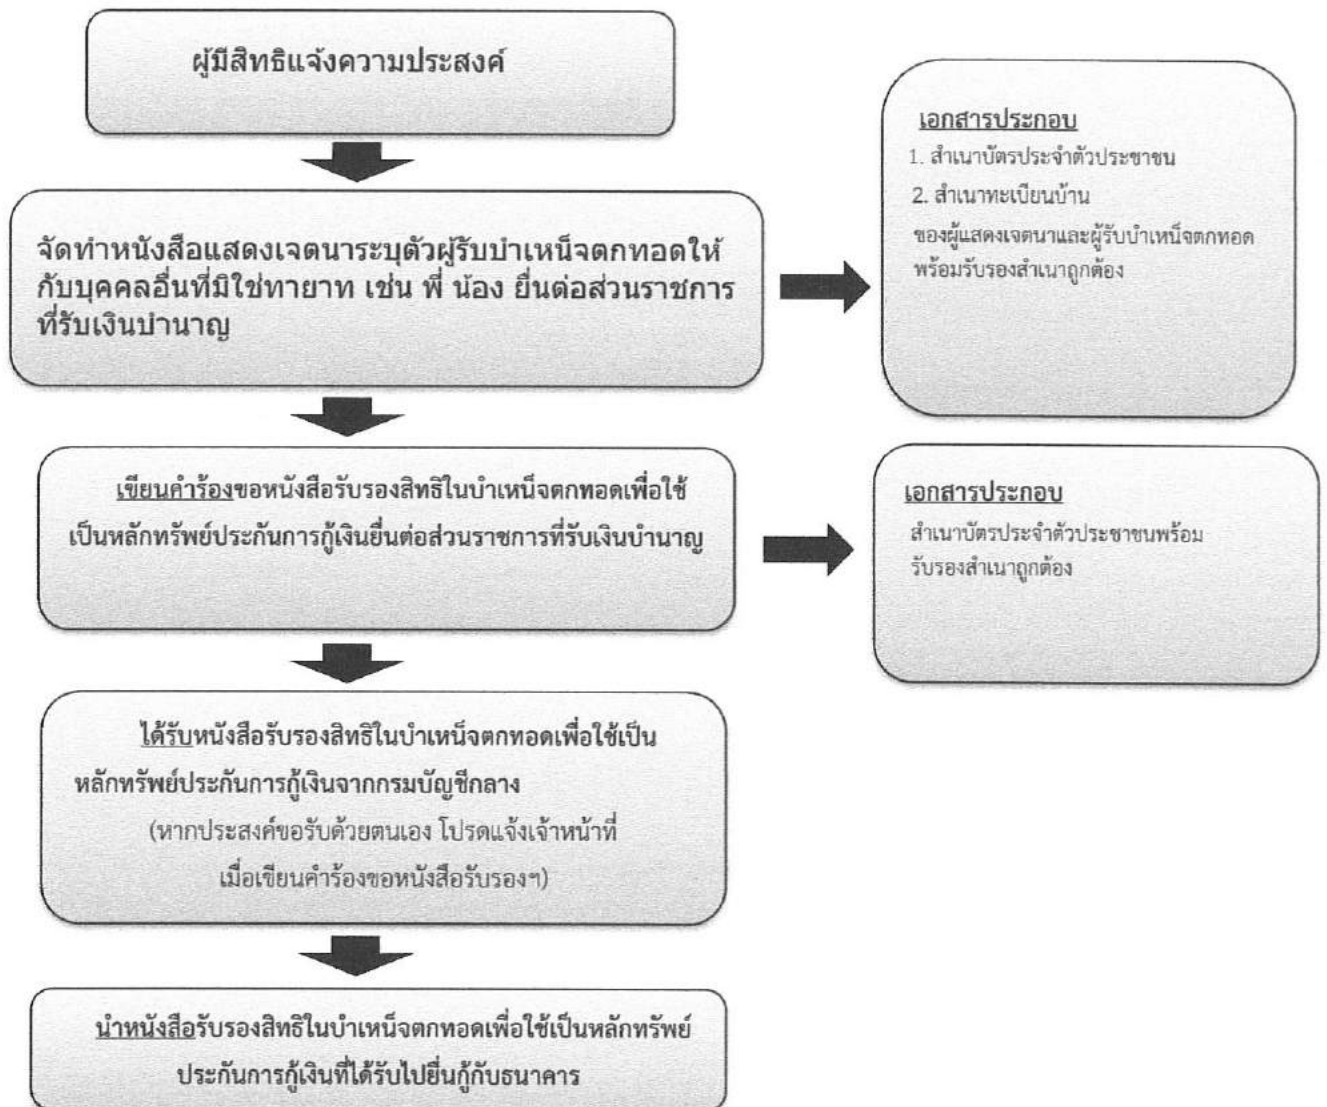 ผู้มีสิทธิแจ้งความประสงค์
จัดทำหนังสือแสดงเจตนาระบุตัวผู้รับบำเหน็จตกทอดให้
กับบุคคลอื่นที่มิใช่ทายาท เช่น พี่ น้อง ยื่นต่อส่วนราชการ
ที่รับเงินบำนาญ
เอกสารประกอบ
1. สำเนาบัตรประจำตัวประชาชน
2. สำเนาทะเบียนบ้าน
ของผู้แสดงเจตนาและผู้รับบำเหน็จตกทอด
พร้อมรับรองสำเนาถูกต้อง
เขียนคำร้องขอหนังสือรับรองสิทธิในบำเหน็จตกทอดเพื่อใช้
เป็นหลักทรัพย์ประกันการกู้เงินยื่นต่อส่วนราชการที่รับเงินบำนาญ
เอกสารประกอบ
สำเนาบัตรประจำตัวประชาชนพร้อม
รับรองสำเนาถูกต้อง
ได้รับหนังสือรับรองสิทธิในบำเหน็จตกทอดเพื่อใช้เป็น
หลักทรัพย์ประกันการกู้เงินจากกรมบัญชีกลาง
(หากประสงค์ขอรับด้วยตนเอง โปรดแจ้งเจ้าหน้าที่
เมื่อเขียนคำร้องขอหนังสือรับรองฯ)
นำหนังสือรับรองสิทธิในบำเหน็จตกทอดเพื่อใช้เป็นหลักทรัพย์
ประกันการกู้เงินที่ได้รับไปยื่นกู้กับธนาคาร